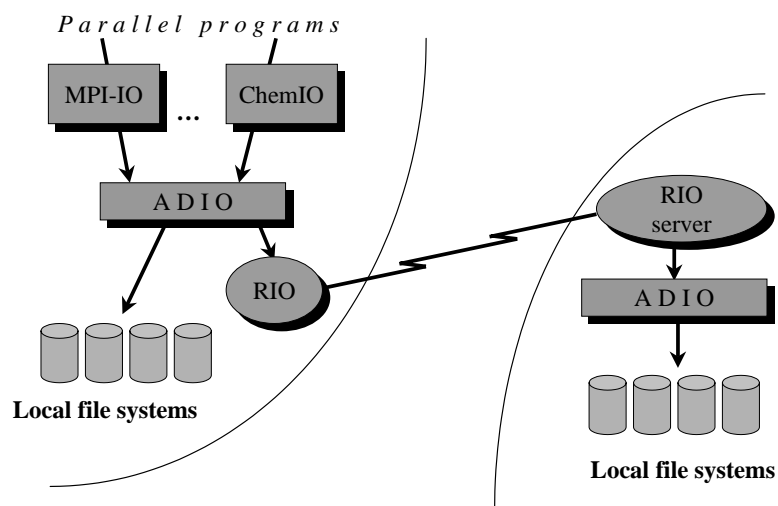 Parallel programs
MPI-IO
...
ChemIO
ADIO
RIO
Local file systems
RIO
server
ADIO
Local file systems